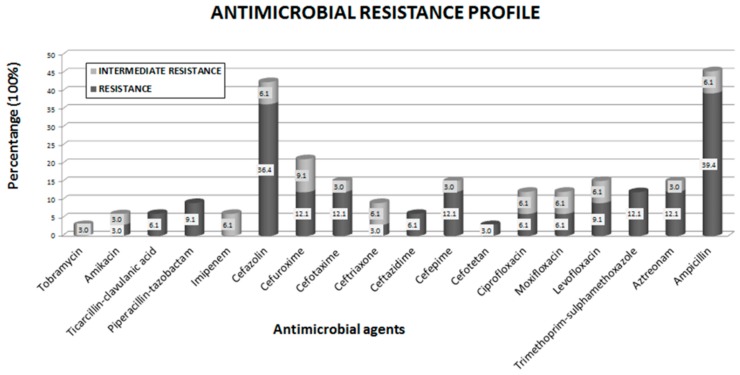 ANTIMICROBIAL RESISTANCE PROFILE
Percentange (100%)
50
45
40
35
30
25
20
15
10
5
0
INTERMEDIATE RESISTANCE
RESISTANCE
3.0
3.0
3.0
6.1
9.1
6.1
6.1
36.4
9.1
12.1
3.0
12.1
6.1
3.0
6.1
3.0
12.1
3.0
6.1
6.1
6.1
6.1
6.1
9.1
12.1
3.0
12.1
6.1
39.4
Tobramycin
Amikacin
Ticarcillin-clavulanic acid
Piperacillin-tazobactam
Imipenem
Cefazolin
Cefuroxime
Cefotaxime
Ceftriaxone
Ceftazidime
Cefepime
Cefotetan
Ciprofloxacin
Moxifloxacin
Levofloxacin
Trimethoprim-sulphamethoxazole
Aztreonam
Ampicillin
Antimicrobial agents